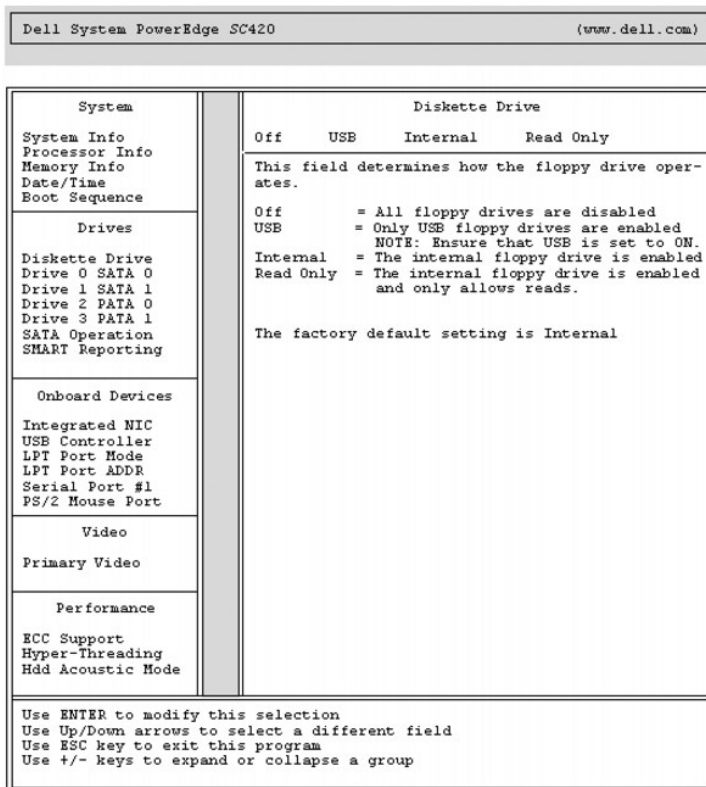 Dell System PowerEdge SC420 (www.dell.com)
System
System Info
Processor Info
Memory Info
Date/Time
Boot Sequence
Drives
Diskette Drive
Drive 0 SATA 0
Drive 1 SATA 1
Drive 2 PATA 0
Drive 3 PATA 1
SATA Operation
SMART Reporting
Onboard Devices
Integrated NIC
USB Controller
LPT Port Mode
LPT Port ADDR
Serial Port #1
PS/2 Mouse Port
Video
Primary Video
Performance
ECC Support
Hyper-Threading
Hdd Acoustic Mode
Diskette Drive
Off USB Internal Read Only
This field determines how the floppy drive oper-
ates.
Off = All floppy drives are disabled
USB = Only USB floppy drives are enabled
NOTE: Ensure that USB is set to ON.
Internal = The internal floppy drive is enabled
Read Only = The internal floppy drive is enabled
and only allows reads.
The factory default setting is Internal
Use ENTER to modify this selection
Use Up/Down arrows to select a different field
Use ESC key to exit this program
Use +/- keys to expand or collapse a group